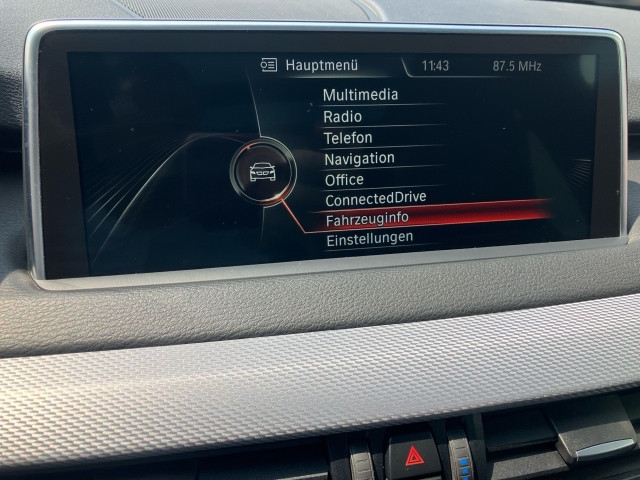 Hauptmenü 11:43 87.5 MHz
Multimedia
Radio
Telefon
Navigation
Office
ConnectedDrive
Fahrzeuginfo
Einstellungen